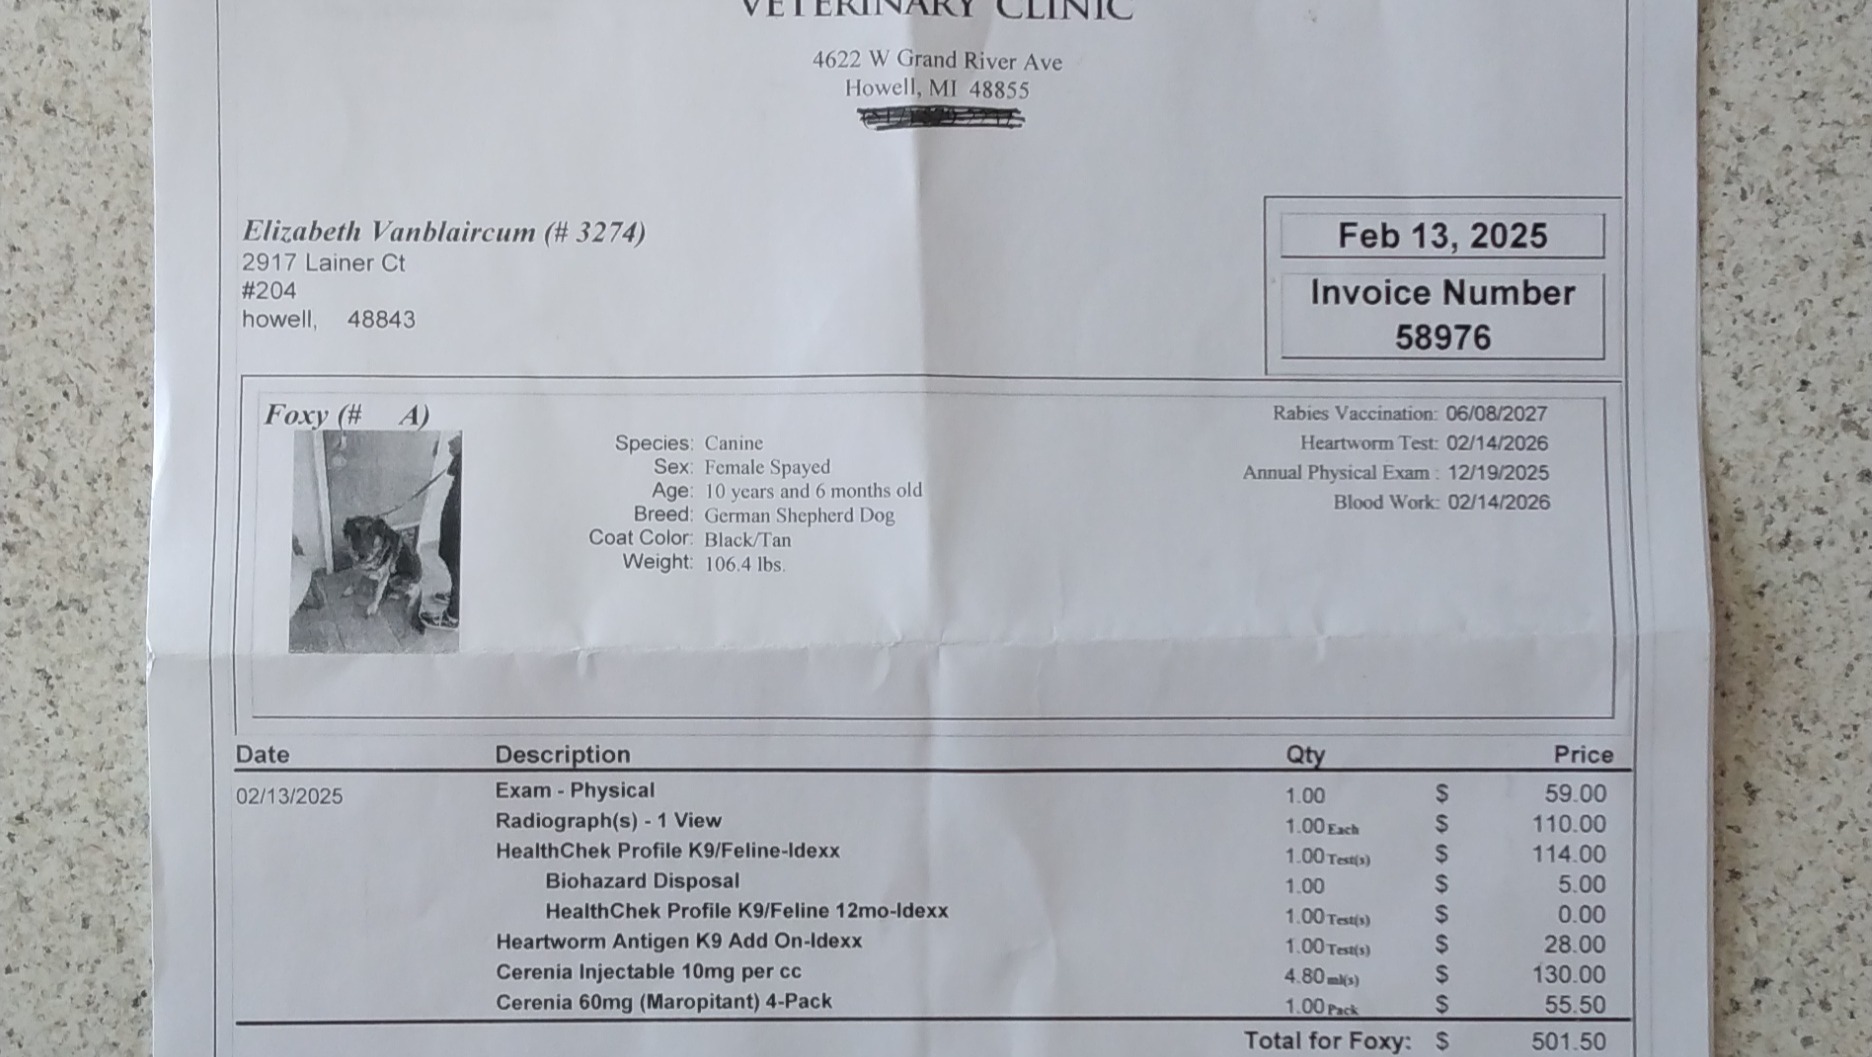 VETERINARY CLINIC
4622 W Grand River Ave
Howell, MI 48855
Elizabeth Vanblaircum (# 3274)
2917 Lainer Ct
#204
howell, 48843
Feb 13, 2025
Invoice Number
58976
Foxy (# A)
Species: Canine
Sex: Female Spayed
Age: 10 years and 6 months old
Breed: German Shepherd Dog
Coat Color: Black/Tan
Weight: 106.4 lbs.
Rabies Vaccination: 06/08/2027
Heartworm Test: 02/14/2026
Annual Physical Exam : 12/19/2025
Blood Work: 02/14/2026
Date Description Qty Price
02/13/2025 Exam - Physical 1.00 $ 59.00
Radiograph(s) - 1 View 1.00 Each $ 110.00
HealthChek Profile K9/Feline-Idexx 1.00 Test(s) $ 114.00
Biohazard Disposal 1.00 $ 5.00
HealthChek Profile K9/Feline 12mo-Idexx 1.00 Test(s) $ 0.00
Heartworm Antigen K9 Add On-Idexx 1.00 Test(s) $ 28.00
Cerenia Injectable 10mg per cc 4.80 ml(s) $ 130.00
Cerenia 60mg (Maropitant) 4-Pack 1.00 Pack $ 55.50
Total for Foxy: $ 501.50